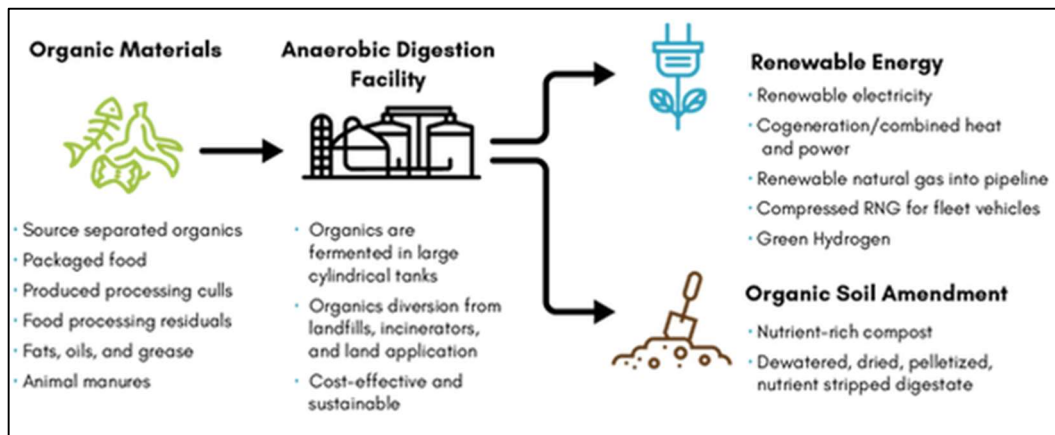 Organic Materials
· Source separated organics
· Packaged food
· Produced processing culls
· Food processing residuals
· Fats, oils, and grease
· Animal manures
Anaerobic Digestion
Facility
· Organics are
fermented in large
cylindrical tanks
· Organics diversion from
landfills, incinerators,
and land application
· Cost-effective and
sustainable
Renewable Energy
· Renewable electricity
· Cogeneration/combined heat
and power
· Renewable natural gas into pipeline
· Compressed RNG for fleet vehicles
· Green Hydrogen
Organic Soil Amendment
· Nutrient-rich compost
· Dewatered, dried, pelletized,
nutrient stripped digestate